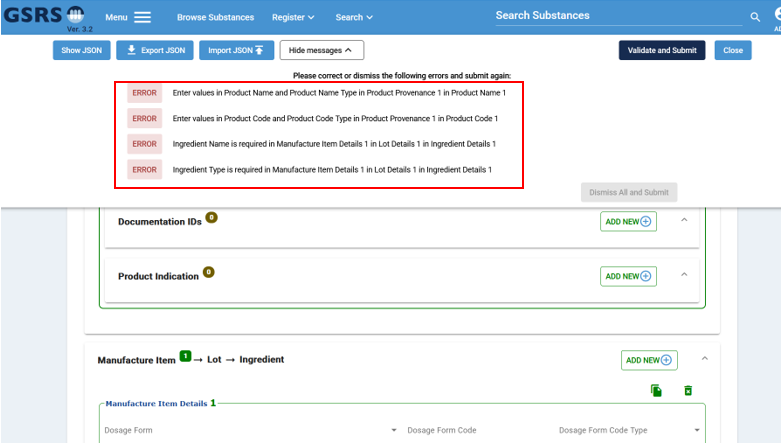 GSRS Menu Browse Substances Register Search Search Substances
Ver. 3.2
Show JSON Export JSON Import JSON Hide messages Validate and Submit Close
Please correct or dismiss the following errors and submit again:
ERROR Enter values in Product Name and Product Name Type in Product Provenance 1 in Product Name 1
ERROR Enter values in Product Code and Product Code Type in Product Provenance 1 in Product Code 1
ERROR Ingredient Name is required in Manufacture Item Details 1 in Lot Details 1 in Ingredient Details 1
ERROR Ingredient Type is required in Manufacture Item Details 1 in Lot Details 1 in Ingredient Details 1
Dismiss All and Submit
Documentation IDs 0 ADD NEW
Product Indication 0 ADD NEW
Manufacture Item 1 → Lot → Ingredient ADD NEW
Manufacture Item Details 1
Dosage Form Dosage Form Code Dosage Form Code Type